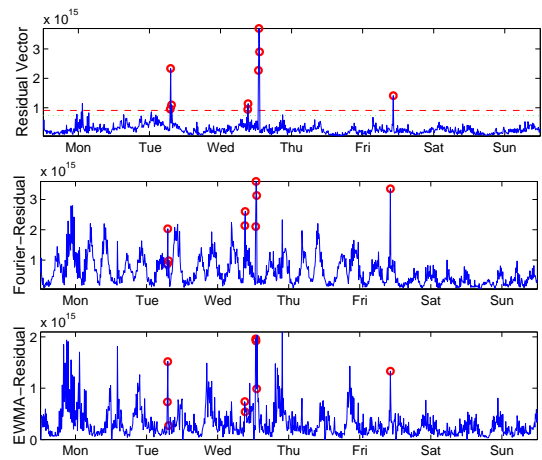 x 10^15
Residual Vector
3
2
1
Mon Tue Wed Thu Fri Sat Sun
x 10^15
Fourier−Residual
3
2
1
Mon Tue Wed Thu Fri Sat Sun
x 10^15
EWMA−Residual
2
1
0
Mon Tue Wed Thu Fri Sat Sun